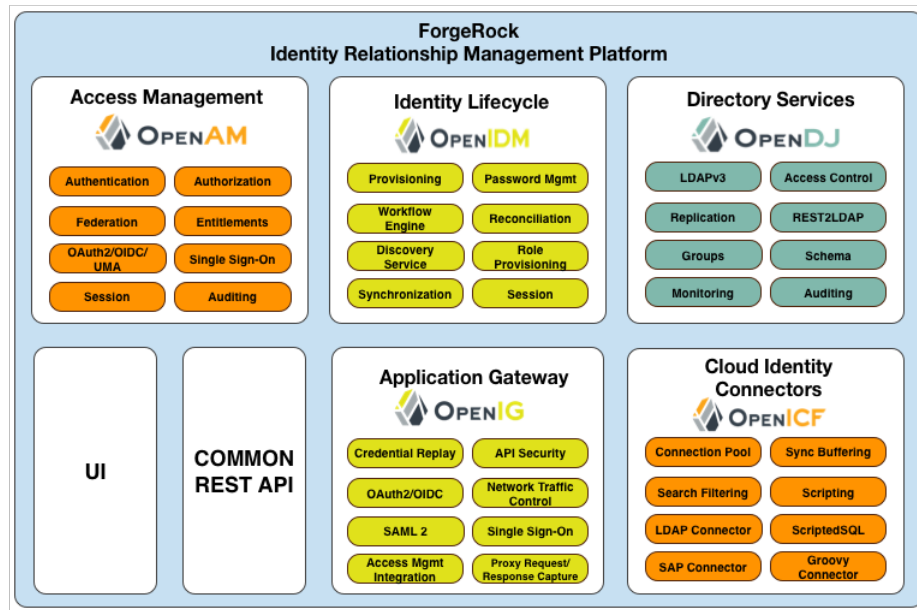 ForgeRock
Identity Relationship Management Platform
Access Management
OPENAM
Authentication
Authorization
Federation
Entitlements
OAuth2/OIDC/
UMA
Single Sign-On
Session
Auditing
Identity Lifecycle
OPENIDM
Provisioning
Password Mgmt
Workflow
Engine
Reconciliation
Discovery
Service
Role
Provisioning
Synchronization
Session
Directory Services
OPENDJ
LDAPv3
Access Control
Replication
REST2LDAP
Groups
Schema
Monitoring
Auditing
UI
COMMON
REST API
Application Gateway
OPENIG
Credential Replay
API Security
OAuth2/OIDC
Network Traffic
Control
SAML 2
Single Sign-On
Access Mgmt
Integration
Proxy Request/
Response Capture
Cloud Identity
Connectors
OPENICF
Connection Pool
Sync Buffering
Search Filtering
Scripting
LDAP Connector
ScriptedSQL
SAP Connector
Groovy
Connector